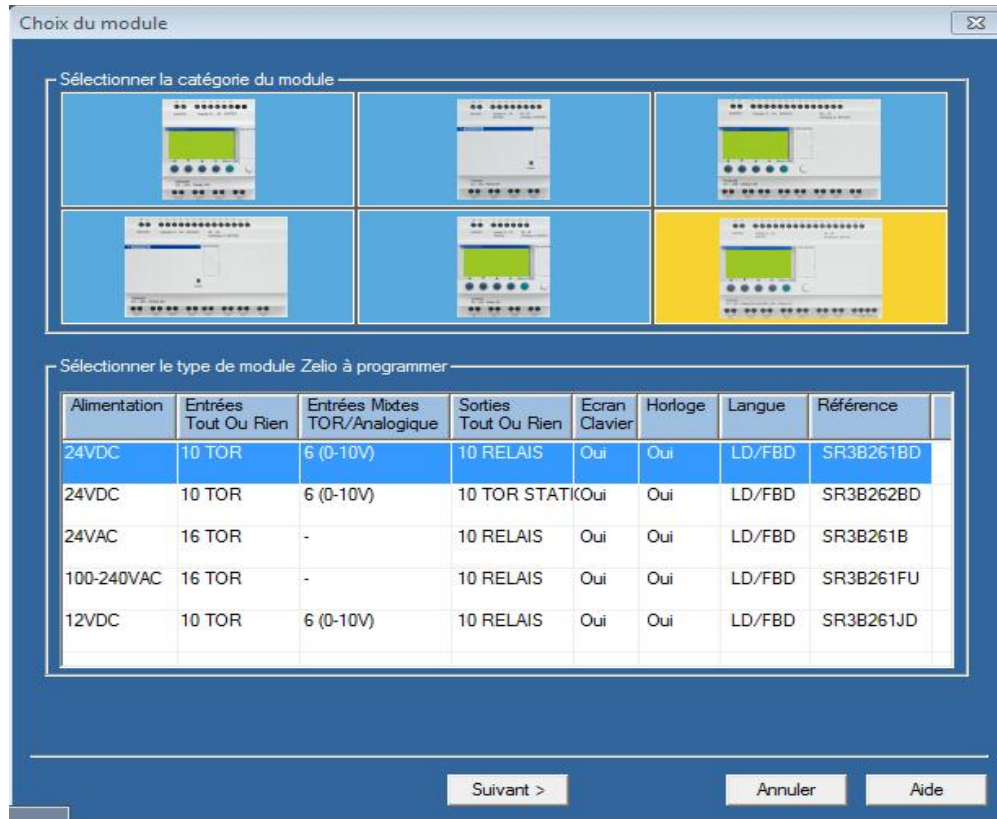 Choix du module
Sélectionner la catégorie du module
Sélectionner le type de module Zelio à programmer
Alimentation Entrées Tout Ou Rien Entrées Mixtes TOR/Analogique Sorties Tout Ou Rien Ecran Clavier Horloge Langue Référence
24VDC 10 TOR 6 (0-10V) 10 RELAIS Oui Oui LD/FBD SR3B261BD
24VDC 10 TOR 6 (0-10V) 10 TOR STATI Oui Oui LD/FBD SR3B262BD
24VAC 16 TOR - 10 RELAIS Oui Oui LD/FBD SR3B261B
100-240VAC 16 TOR - 10 RELAIS Oui Oui LD/FBD SR3B261FU
12VDC 10 TOR 6 (0-10V) 10 RELAIS Oui Oui LD/FBD SR3B261JD
Suivant > Annuler Aide